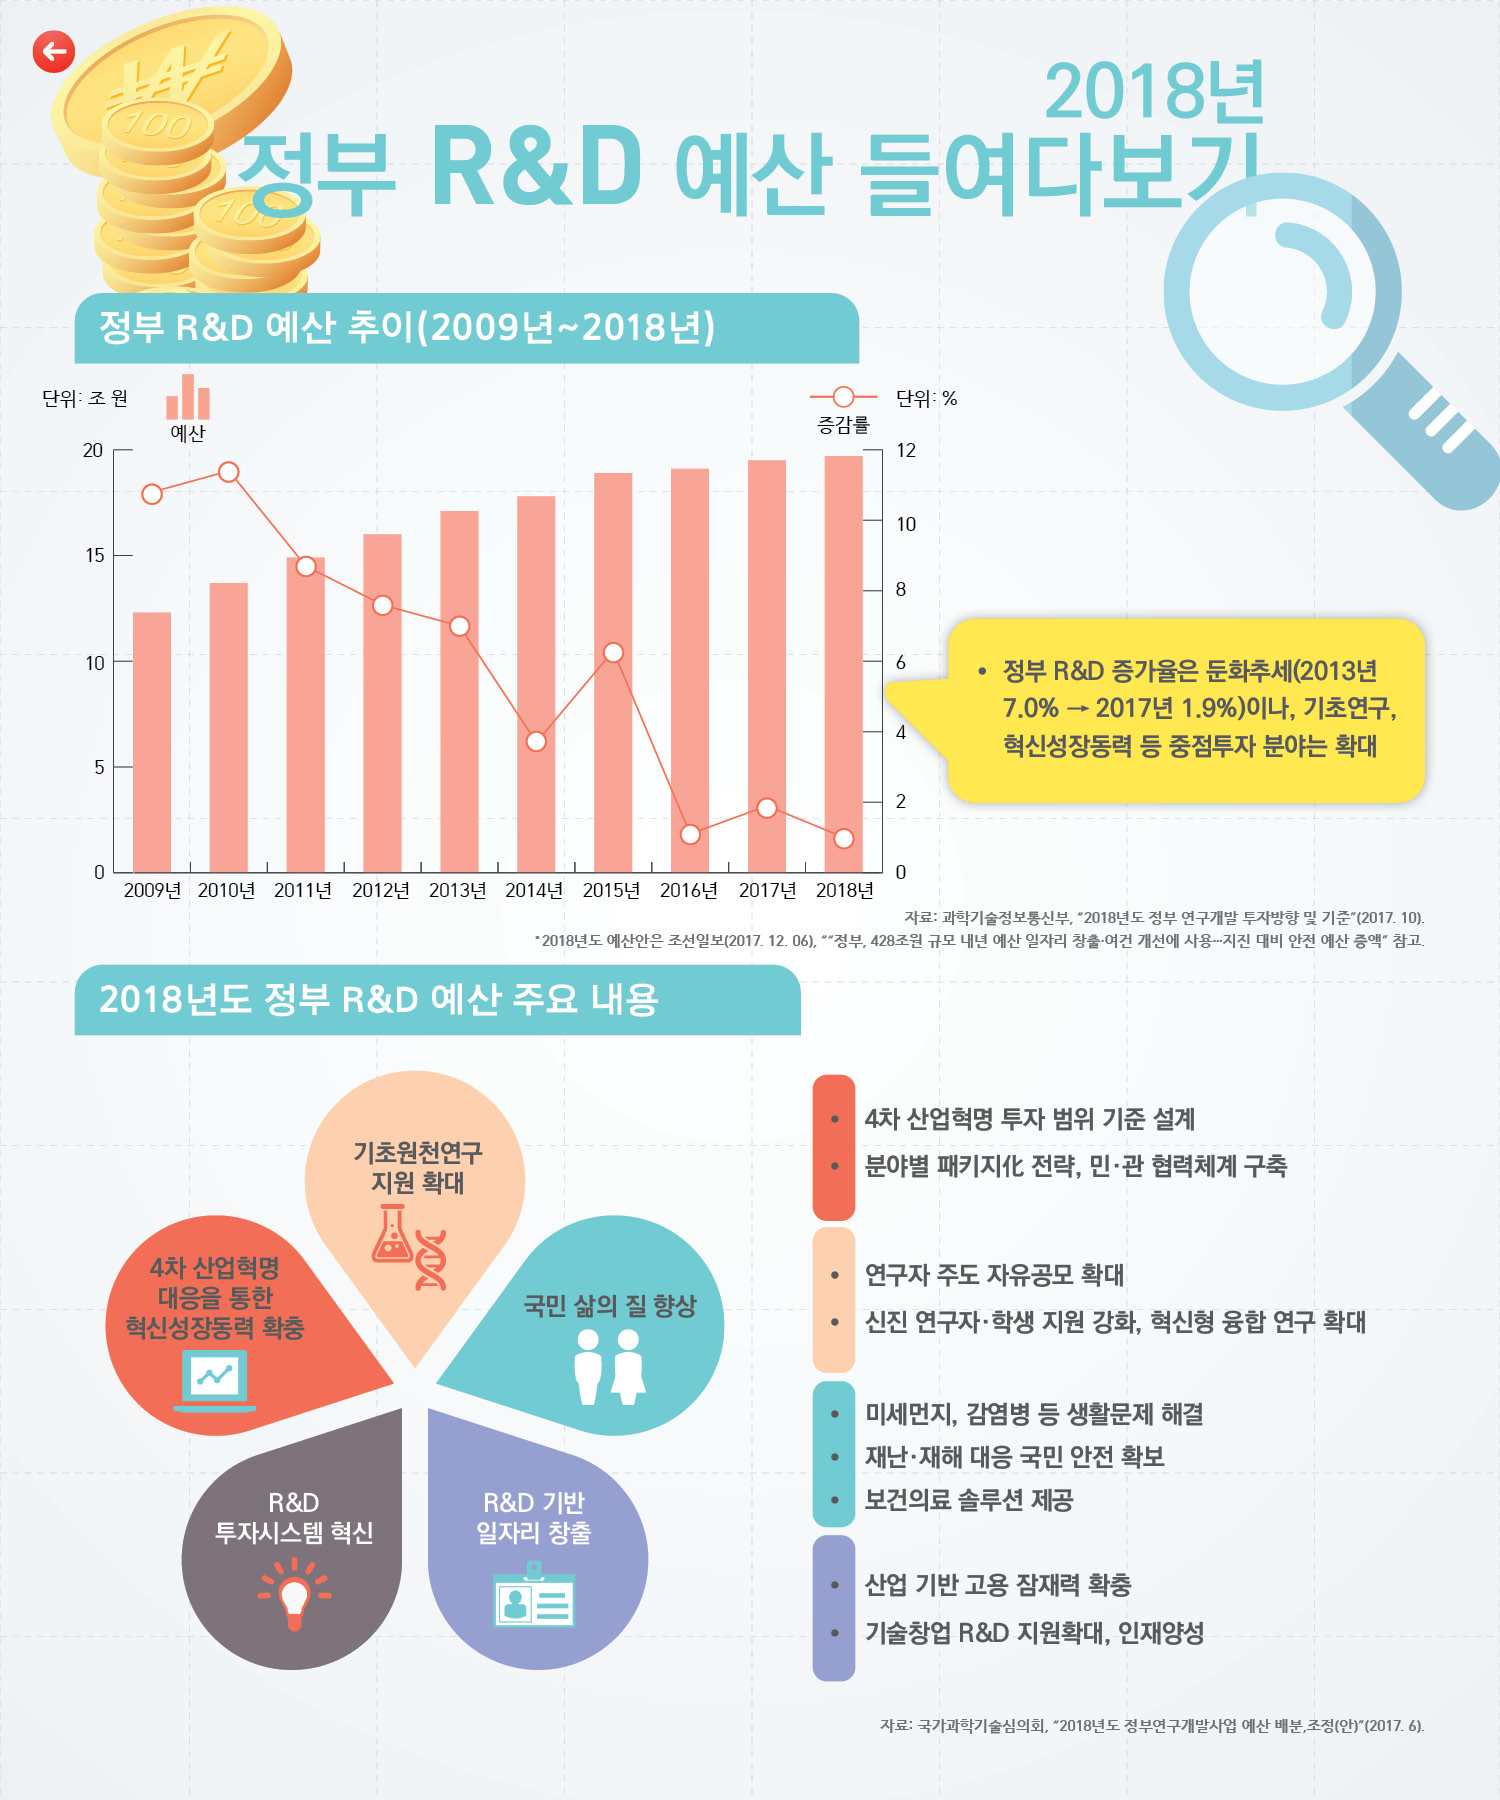 2018년
정부 R&D 예산 들여다보기
100
100
정부 R&D 예산 추이(2009년~2018년)
단위: 조 원
예산
증감률
단위: %
20
15
10
5
0
12
10
8
6
4
2
0
2009년 2010년 2011년 2012년 2013년 2014년 2015년 2016년 2017년 2018년
• 정부 R&D 증가율은 둔화추세(2013년
7.0% → 2017년 1.9%)이나, 기초연구,
혁신성장동력 등 중점투자 분야는 확대
자료: 과학기술정보통신부, “2018년도 정부 연구개발 투자방향 및 기준”(2017. 10).
*2018년도 예산안은 조선일보(2017. 12. 06), ““정부, 428조원 규모 내년 예산 일자리 창출·여건 개선에 사용…지진 대비 안전 예산 증액” 참고.
2018년도 정부 R&D 예산 주요 내용
기초원천연구
지원 확대
4차 산업혁명
대응을 통한
혁신성장동력 확충
국민 삶의 질 향상
R&D
투자시스템 혁신
R&D 기반
일자리 창출
• 4차 산업혁명 투자 범위 기준 설계
• 분야별 패키지化 전략, 민·관 협력체계 구축
• 연구자 주도 자유공모 확대
• 신진 연구자·학생 지원 강화, 혁신형 융합 연구 확대
• 미세먼지, 감염병 등 생활문제 해결
• 재난·재해 대응 국민 안전 확보
• 보건의료 솔루션 제공
• 산업 기반 고용 잠재력 확충
• 기술창업 R&D 지원확대, 인재양성
자료: 국가과학기술심의회, “2018년도 정부연구개발사업 예산 배분,조정(안)”(2017. 6).